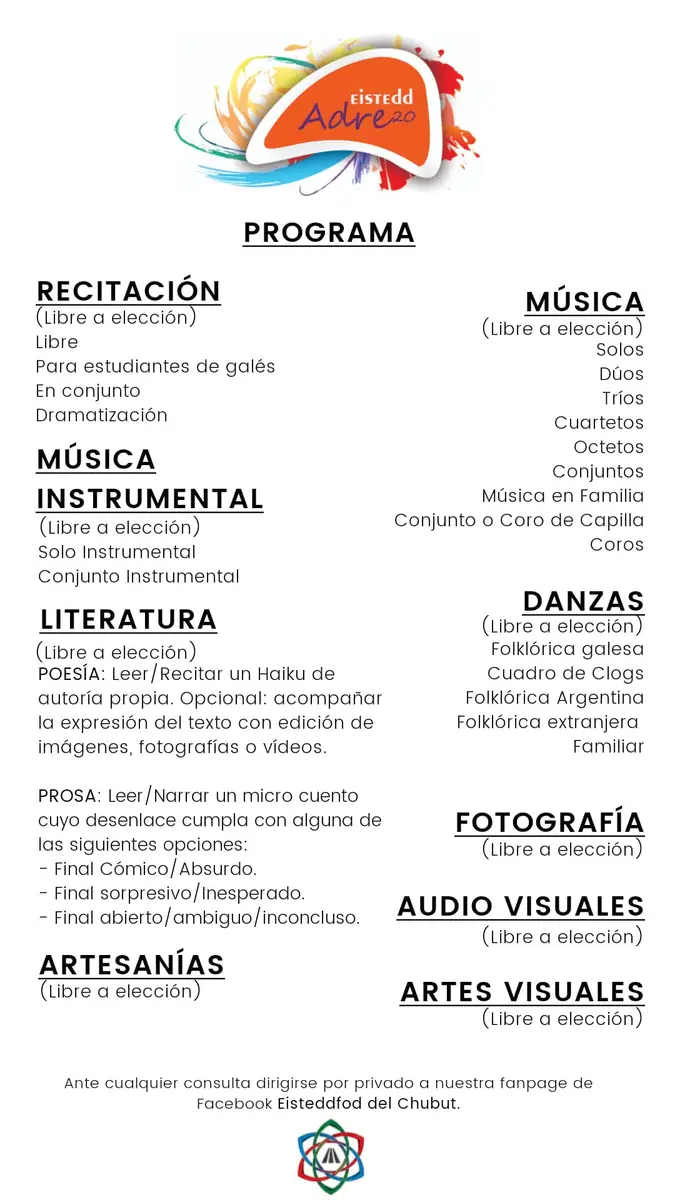 EISTEDD
Adre20
PROGRAMA
RECITACIÓN
(Libre a elección)
Libre
Para estudiantes de galés
En conjunto
Dramatización
MÚSICA
INSTRUMENTAL
(Libre a elección)
Solo Instrumental
Conjunto Instrumental
LITERATURA
(Libre a elección)
POESÍA: Leer/Recitar un Haiku de
autoría propia. Opcional: acompañar
la expresión del texto con edición de
imágenes, fotografías o vídeos.
PROSA: Leer/Narrar un micro cuento
cuyo desenlace cumpla con alguna de
las siguientes opciones:
- Final Cómico/Absurdo.
- Final sorpresivo/Inesperado.
- Final abierto/ambiguo/inconcluso.
ARTESANÍAS
(Libre a elección)
MÚSICA
(Libre a elección)
Solos
Dúos
Tríos
Cuartetos
Octetos
Conjuntos
Música en Familia
Conjunto o Coro de Capilla
Coros
DANZAS
(Libre a elección)
Folklórica galesa
Cuadro de Clogs
Folklórica Argentina
Folklórica extranjera
Familiar
FOTOGRAFÍA
(Libre a elección)
AUDIO VISUALES
(Libre a elección)
ARTES VISUALES
(Libre a elección)
Ante cualquier consulta dirigirse por privado a nuestra fanpage de
Facebook Eisteddfod del Chubut.